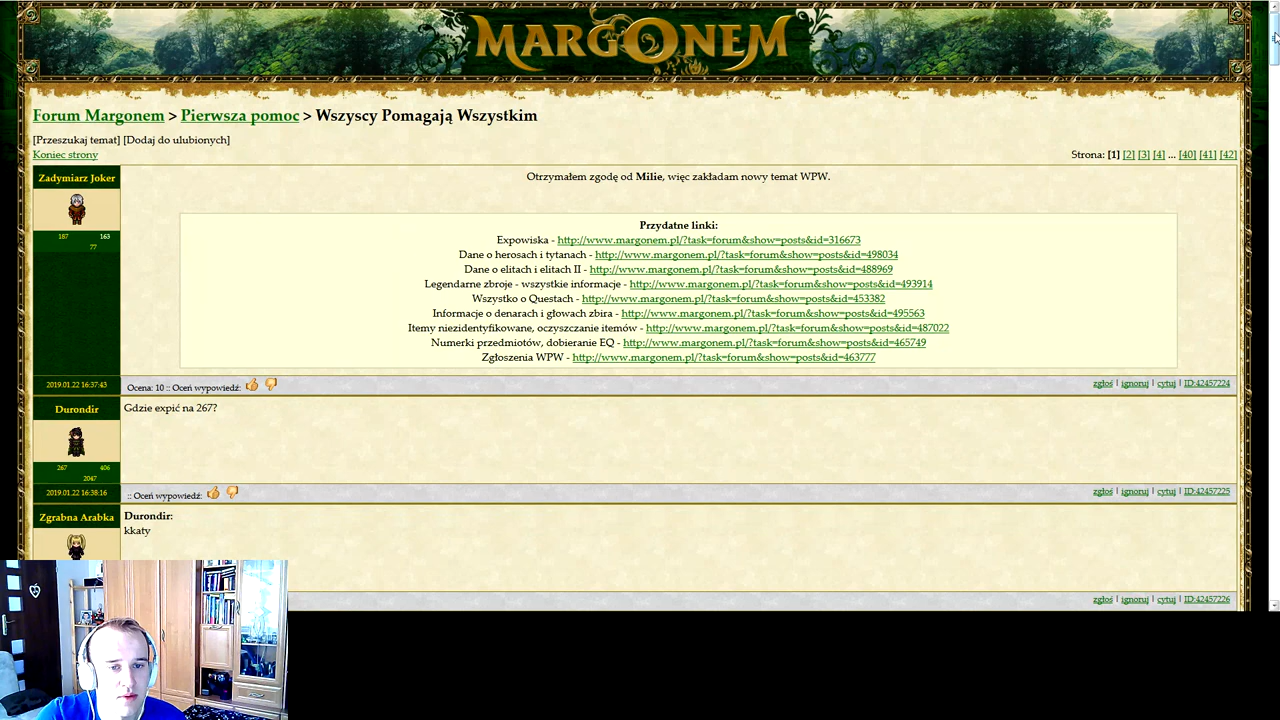 MARGONEM
Forum Margonem > Pierwsza pomoc > Wszyscy Pomagają Wszystkim
[Przeszukaj temat] [Dodaj do ulubionych]
Koniec strony
Strona: [1] [2] [3] [4] ... [40] [41] [42]
Zadymiarz Joker
187 163
77
Otrzymałem zgodę od Milie, więc zakładam nowy temat WPW.
Przydatne linki:
Expowiska - http://www.margonem.pl/?task=forum&show=posts&id=316673
Dane o herosach i tytanach - http://www.margonem.pl/?task=forum&show=posts&id=498034
Dane o elitach i elitach II - http://www.margonem.pl/?task=forum&show=posts&id=488969
Legendarne zbroje - wszystkie informacje - http://www.margonem.pl/?task=forum&show=posts&id=493914
Wszystko o Questach - http://www.margonem.pl/?task=forum&show=posts&id=453382
Informacje o denarach i głowach zbira - http://www.margonem.pl/?task=forum&show=posts&id=495563
Itemy niezidentyfikowane, oczyszczanie itemów - http://www.margonem.pl/?task=forum&show=posts&id=487022
Numerki przedmiotów, dobieranie EQ - http://www.margonem.pl/?task=forum&show=posts&id=465749
Zgłoszenia WPW - http://www.margonem.pl/?task=forum&show=posts&id=463777
2019.01.22 16:37:43
Ocena: 10 :: Oceń wypowiedź:
zgłoś | ignoruj | cytuj | ID:42457224
Durondir
267 406
2047
Gdzie expić na 267?
2019.01.22 16:38:16
:: Oceń wypowiedź:
zgłoś | ignoruj | cytuj | ID:42457225
Zgrabna Arabka
Durondir:
kkaty
zgłoś | ignoruj | cytuj | ID:42457226